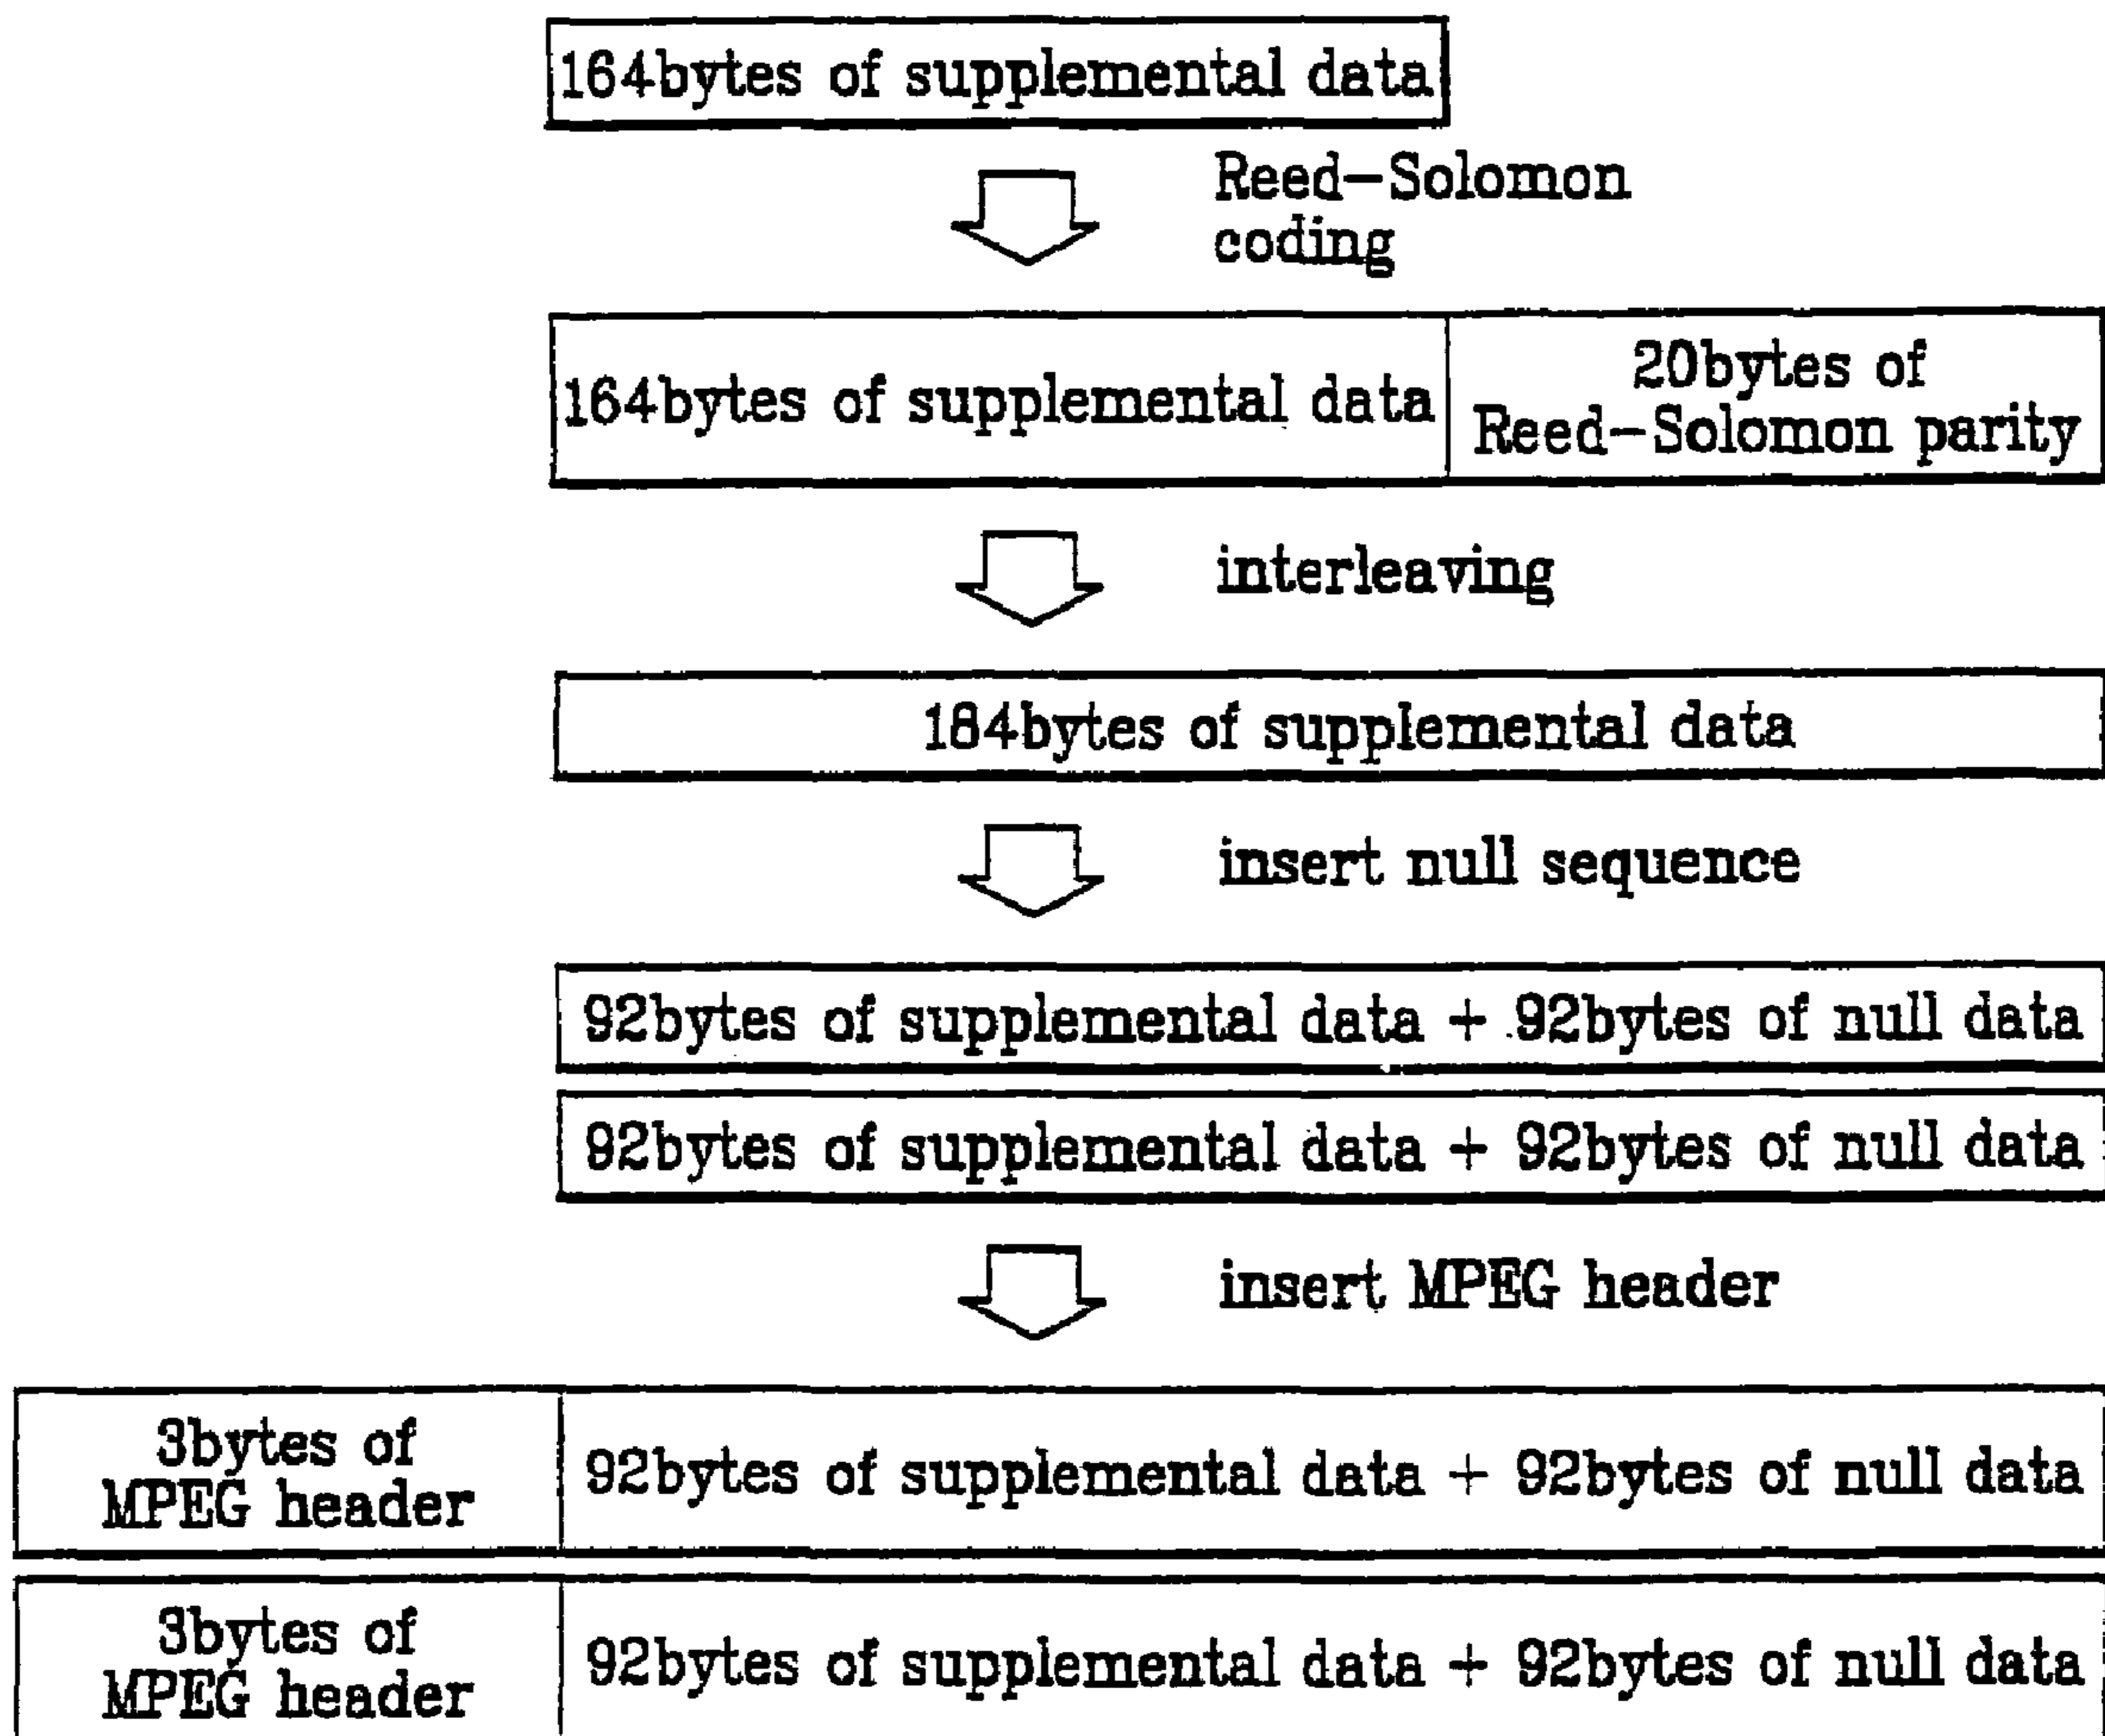 164bytes of supplemental data
Reed-Solomon
coding
164bytes of supplemental data
20bytes of
Reed-Solomon parity
interleaving
184bytes of supplemental data
insert null sequence
92bytes of supplemental data + 92bytes of null data
92bytes of supplemental data + 92bytes of null data
insert MPEG header
3bytes of
MPEG header
92bytes of supplemental data + 92bytes of null data
3bytes of
MPEG header
92bytes of supplemental data + 92bytes of null data